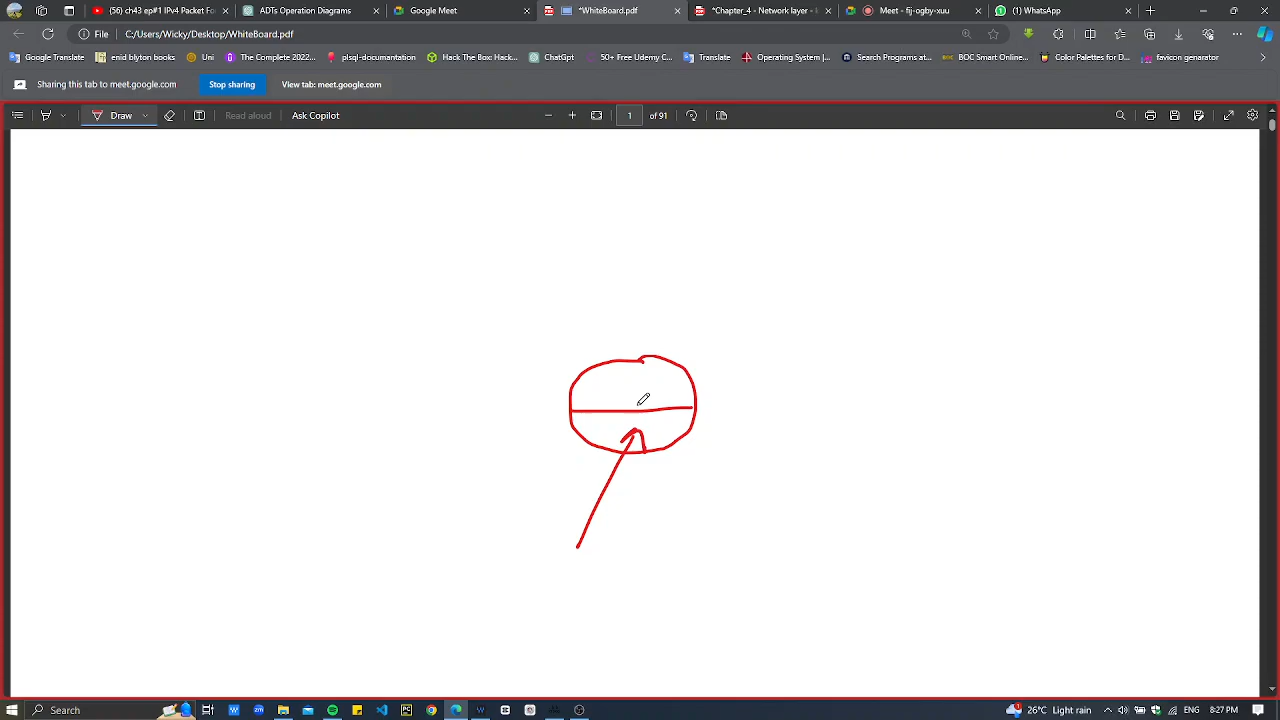 (56) ch43 ep#1 IPv4 Packet For
ADTs Operation Diagrams
Google Meet
*WhiteBoard.pdf
*Chapter_4 - Network layer - I
Meet - fij-ogby-xuu
(1) WhatsApp
File C:/Users/Wicky/Desktop/WhiteBoard.pdf
Google Translate
enid blyton books
Uni
The Complete 2022...
plsql-documentation
Hack The Box: Hack...
ChatGpt
50+ Free Udemy C...
Translate
Operating System |...
Search Programs at...
BOC Smart Online...
Color Palettes for D...
favicon genarator
Sharing this tab to meet.google.com
Stop sharing
View tab: meet.google.com
Draw
Read aloud
Ask Copilot
1 of 91
Search
26°C Light rain
ENG 8:27 PM